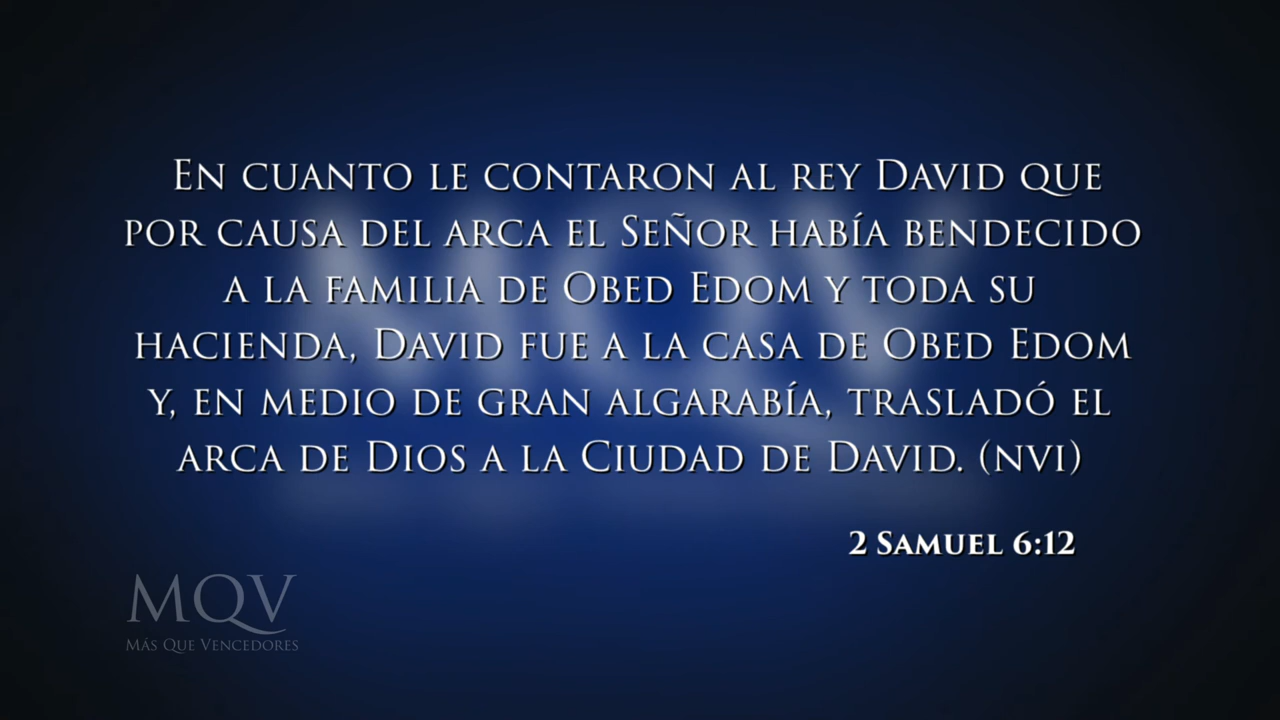 En cuanto le contaron al rey David que
por causa del arca el Señor había bendecido
a la familia de Obed Edom y toda su
hacienda, David fue a la casa de Obed Edom
y, en medio de gran algarabía, trasladó el
arca de Dios a la Ciudad de David. (nvi)
2 Samuel 6:12
MQV
Más Que Vencedores